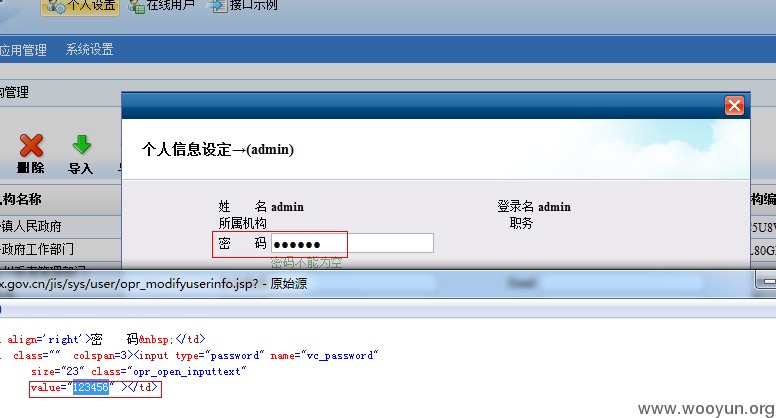 个人设置 在线用户 接口示例
应用管理 系统设置
构管理
删除 导入
个人信息设定→(admin)
机构名称
姓 名 admin 登录名 admin
所属机构 职务
镇人民政府
密 码 ●●●●●●
政府工作部门
密码不能为空
x.gov.cn/jis/sys/user/opr_modifyuserinfo.jsp? - 原始源
align='right'>密 码&nbsp;</td>
class="" colspan=3><input type="password" name="vc_password"
size="23" class="opr_open_inputtext"
value="123456" ></td>
www.wooyun.org